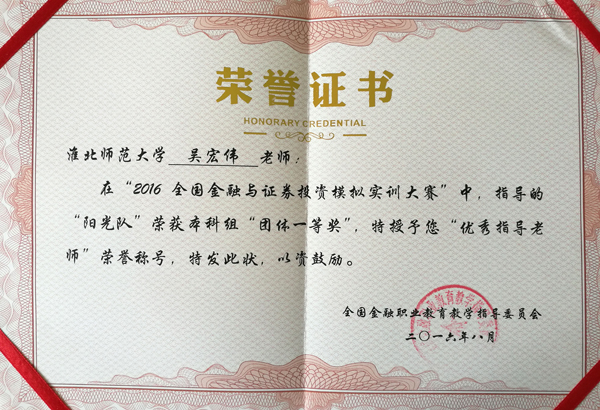 荣誉证书
HONORARY CREDENTIAL
淮北师范大学 吴宏伟 老师：
在“2016 全国金融与证券投资模拟实训大赛”中，指导的
“阳光队”荣获本科组“团体一等奖”，特授予您“优秀指导老
师”荣誉称号，特发此状，以资鼓励。
全国金融职业教育教学指导委员会
二〇一六年八月